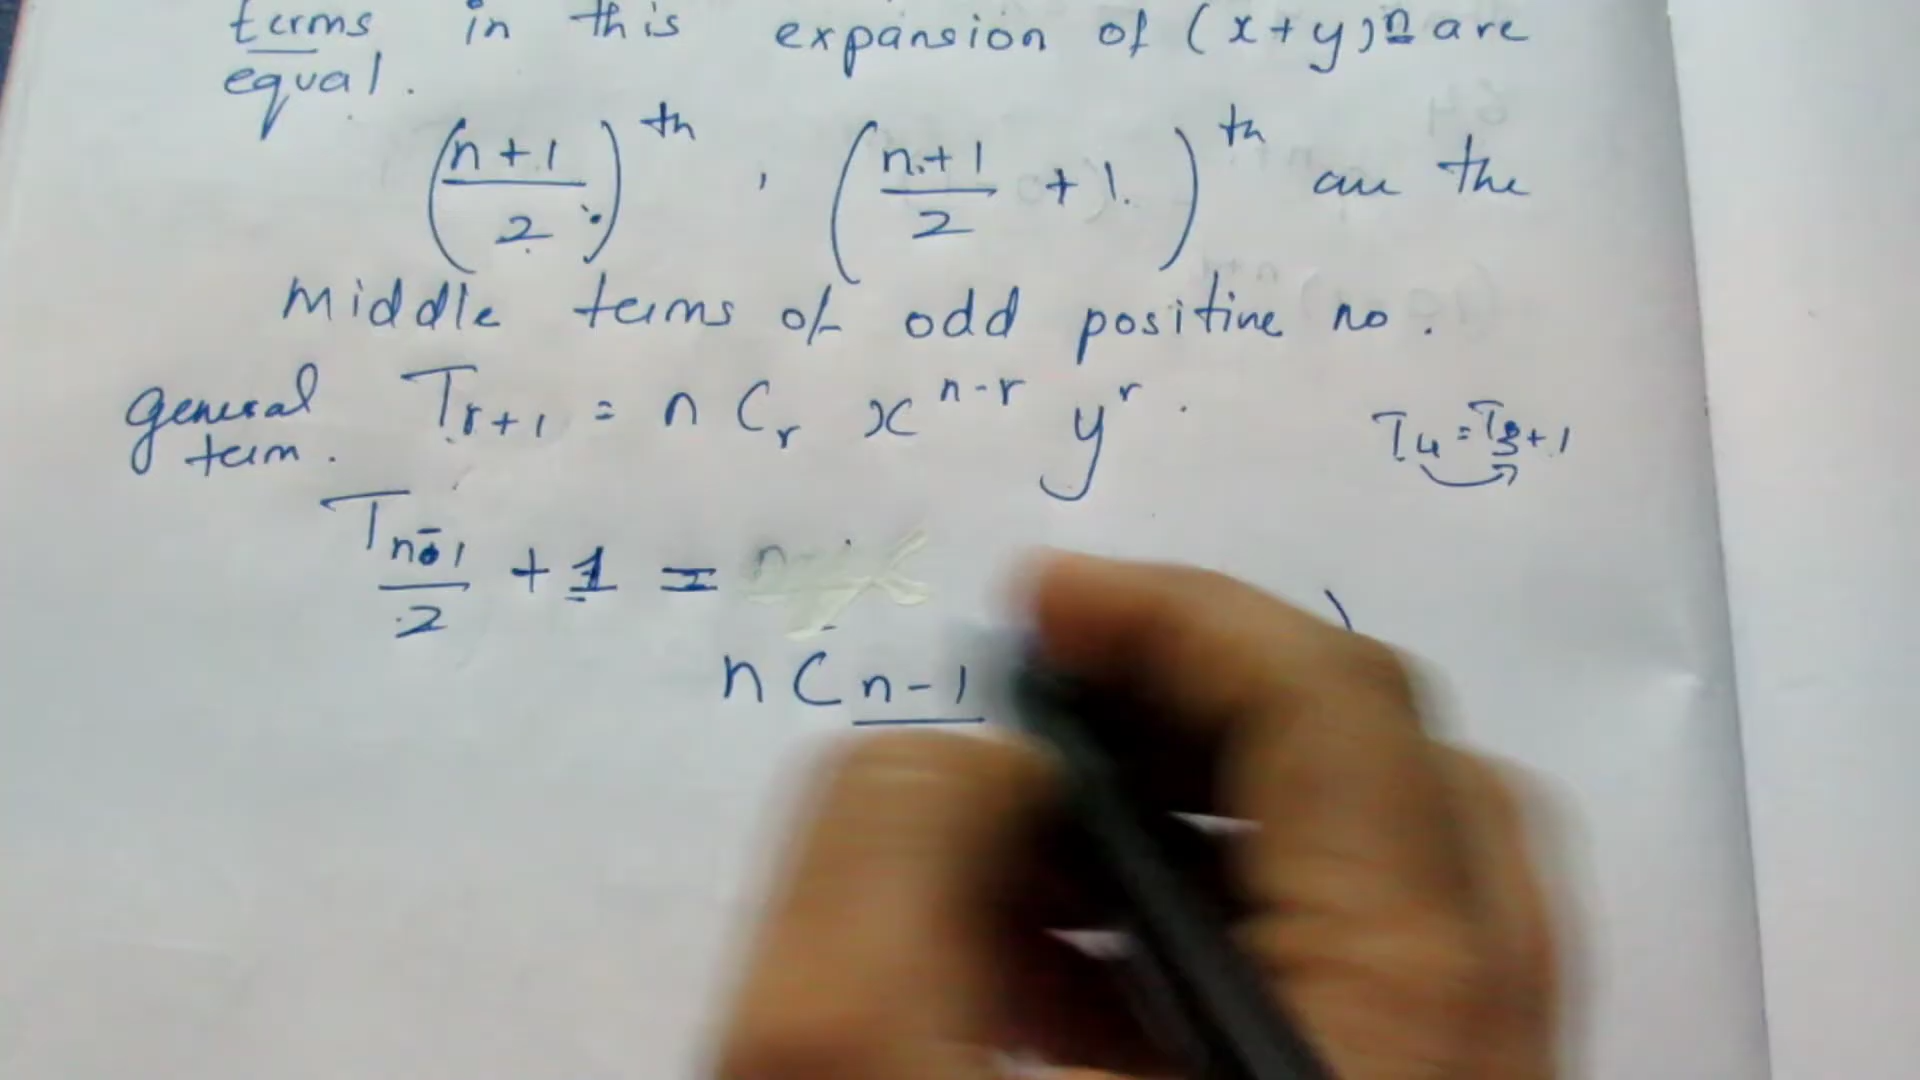 terms in this expansion of (x+y)n are
equal.
(n+1/2)th , (n+1/2 + 1)th are the
middle terms of odd positive no.
general term. Tr+1 = nCr x^n-r y^r.
T4 = T3+1
T n-1/2 + 1 =
nC n-1